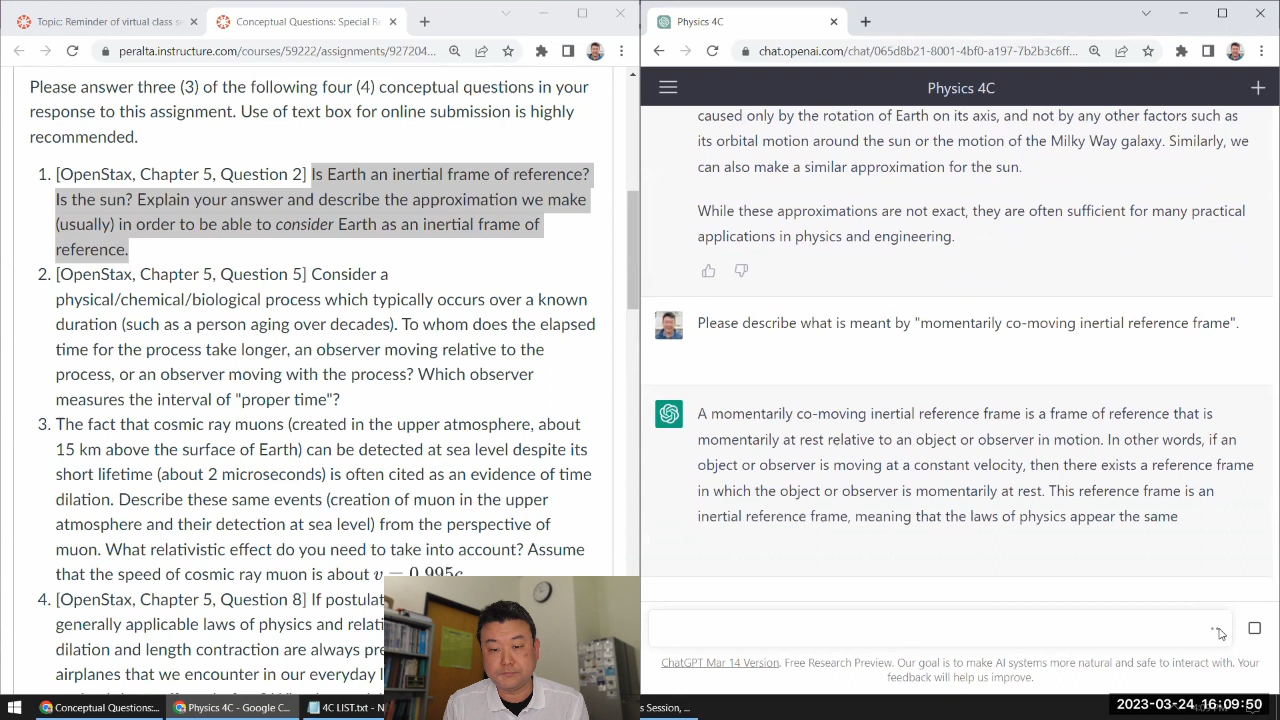 Topic: Reminder of virtual class s
Conceptual Questions: Special Re
peralta.instructure.com/courses/59222/assignments/927204...
Please answer three (3) of the following four (4) conceptual questions in your
response to this assignment. Use of text box for online submission is highly
recommended.
1. [OpenStax, Chapter 5, Question 2] Is Earth an inertial frame of reference?
Is the sun? Explain your answer and describe the approximation we make
(usually) in order to be able to consider Earth as an inertial frame of
reference.
2. [OpenStax, Chapter 5, Question 5] Consider a
physical/chemical/biological process which typically occurs over a known
duration (such as a person aging over decades). To whom does the elapsed
time for the process take longer, an observer moving relative to the
process, or an observer moving with the process? Which observer
measures the interval of "proper time"?
3. The fact that cosmic ray muons (created in the upper atmosphere, about
15 km above the surface of Earth) can be detected at sea level despite its
short lifetime (about 2 microseconds) is often cited as an evidence of time
dilation. Describe these same events (creation of muon in the upper
atmosphere and their detection at sea level) from the perspective of
muon. What relativistic effect do you need to take into account? Assume
that the speed of cosmic ray muon is about v = 0.995c
4. [OpenStax, Chapter 5, Question 8] If postulat
generally applicable laws of physics and relati
dilation and length contraction are always pre
airplanes that we encounter in our everyday l
Physics 4C
chat.openai.com/chat/065d8b21-8001-4bf0-a197-7b2b3c6ff...
Physics 4C
caused only by the rotation of Earth on its axis, and not by any other factors such as
its orbital motion around the sun or the motion of the Milky Way galaxy. Similarly, we
can also make a similar approximation for the sun.
While these approximations are not exact, they are often sufficient for many practical
applications in physics and engineering.
Please describe what is meant by "momentarily co-moving inertial reference frame".
A momentarily co-moving inertial reference frame is a frame of reference that is
momentarily at rest relative to an object or observer in motion. In other words, if an
object or observer is moving at a constant velocity, then there exists a reference frame
in which the object or observer is momentarily at rest. This reference frame is an
inertial reference frame, meaning that the laws of physics appear the same
ChatGPT Mar 14 Version. Free Research Preview. Our goal is to make AI systems more natural and safe to interact with. Your
feedback will help us improve.
Conceptual Questions:...
Physics 4C - Google C...
4C LIST.txt - N
s Session, ...
2023-03-24 16:09:50